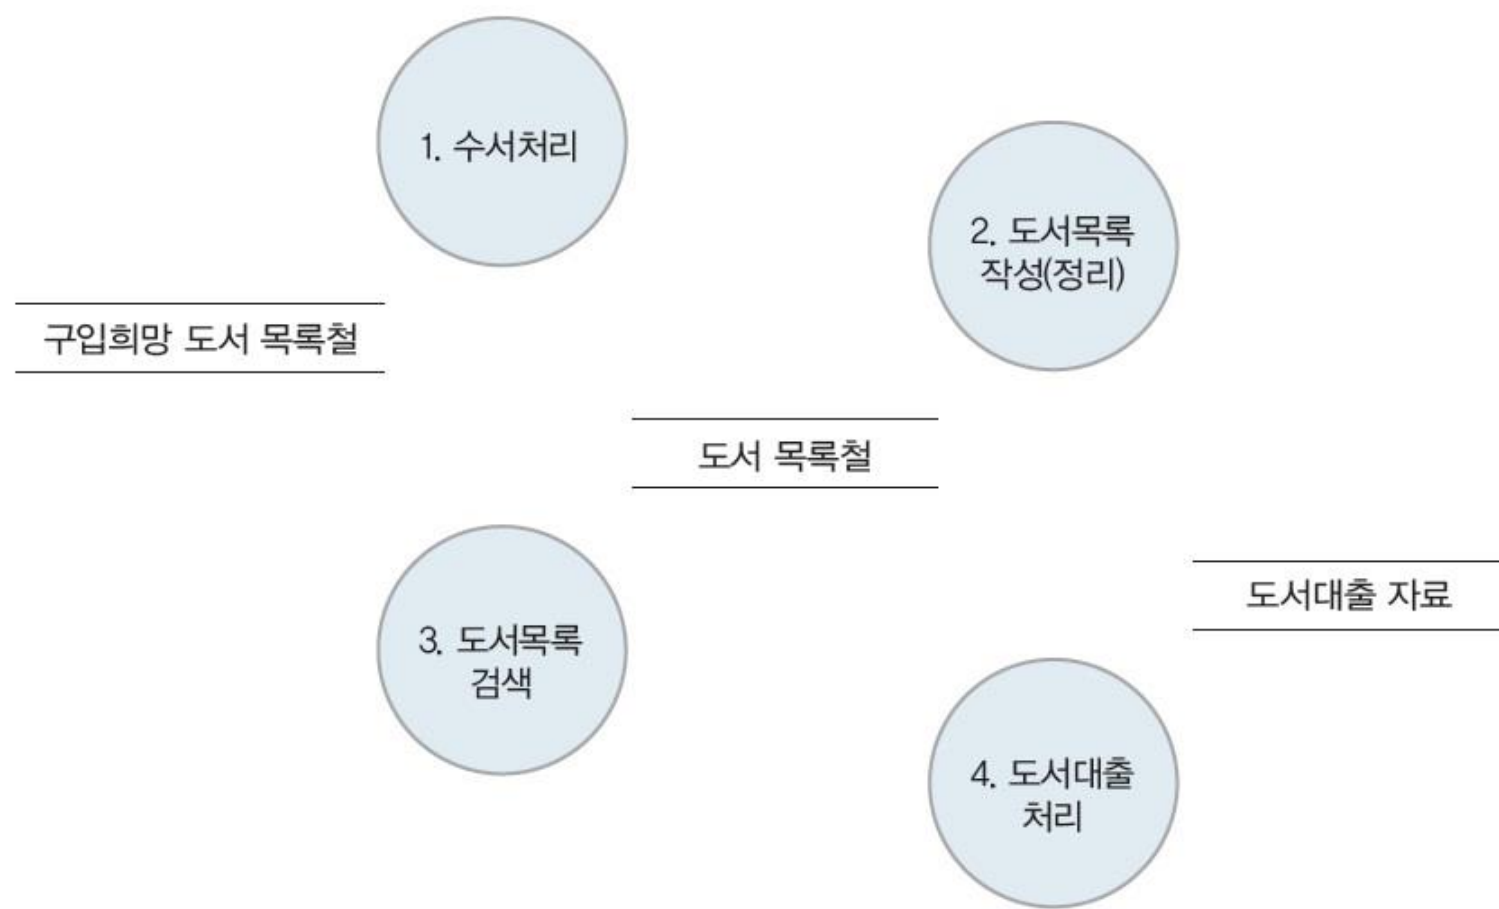 1. 수서처리
2. 도서목록
작성(정리)
구입희망 도서 목록철
도서 목록철
3. 도서목록
검색
도서대출 자료
4. 도서대출
처리